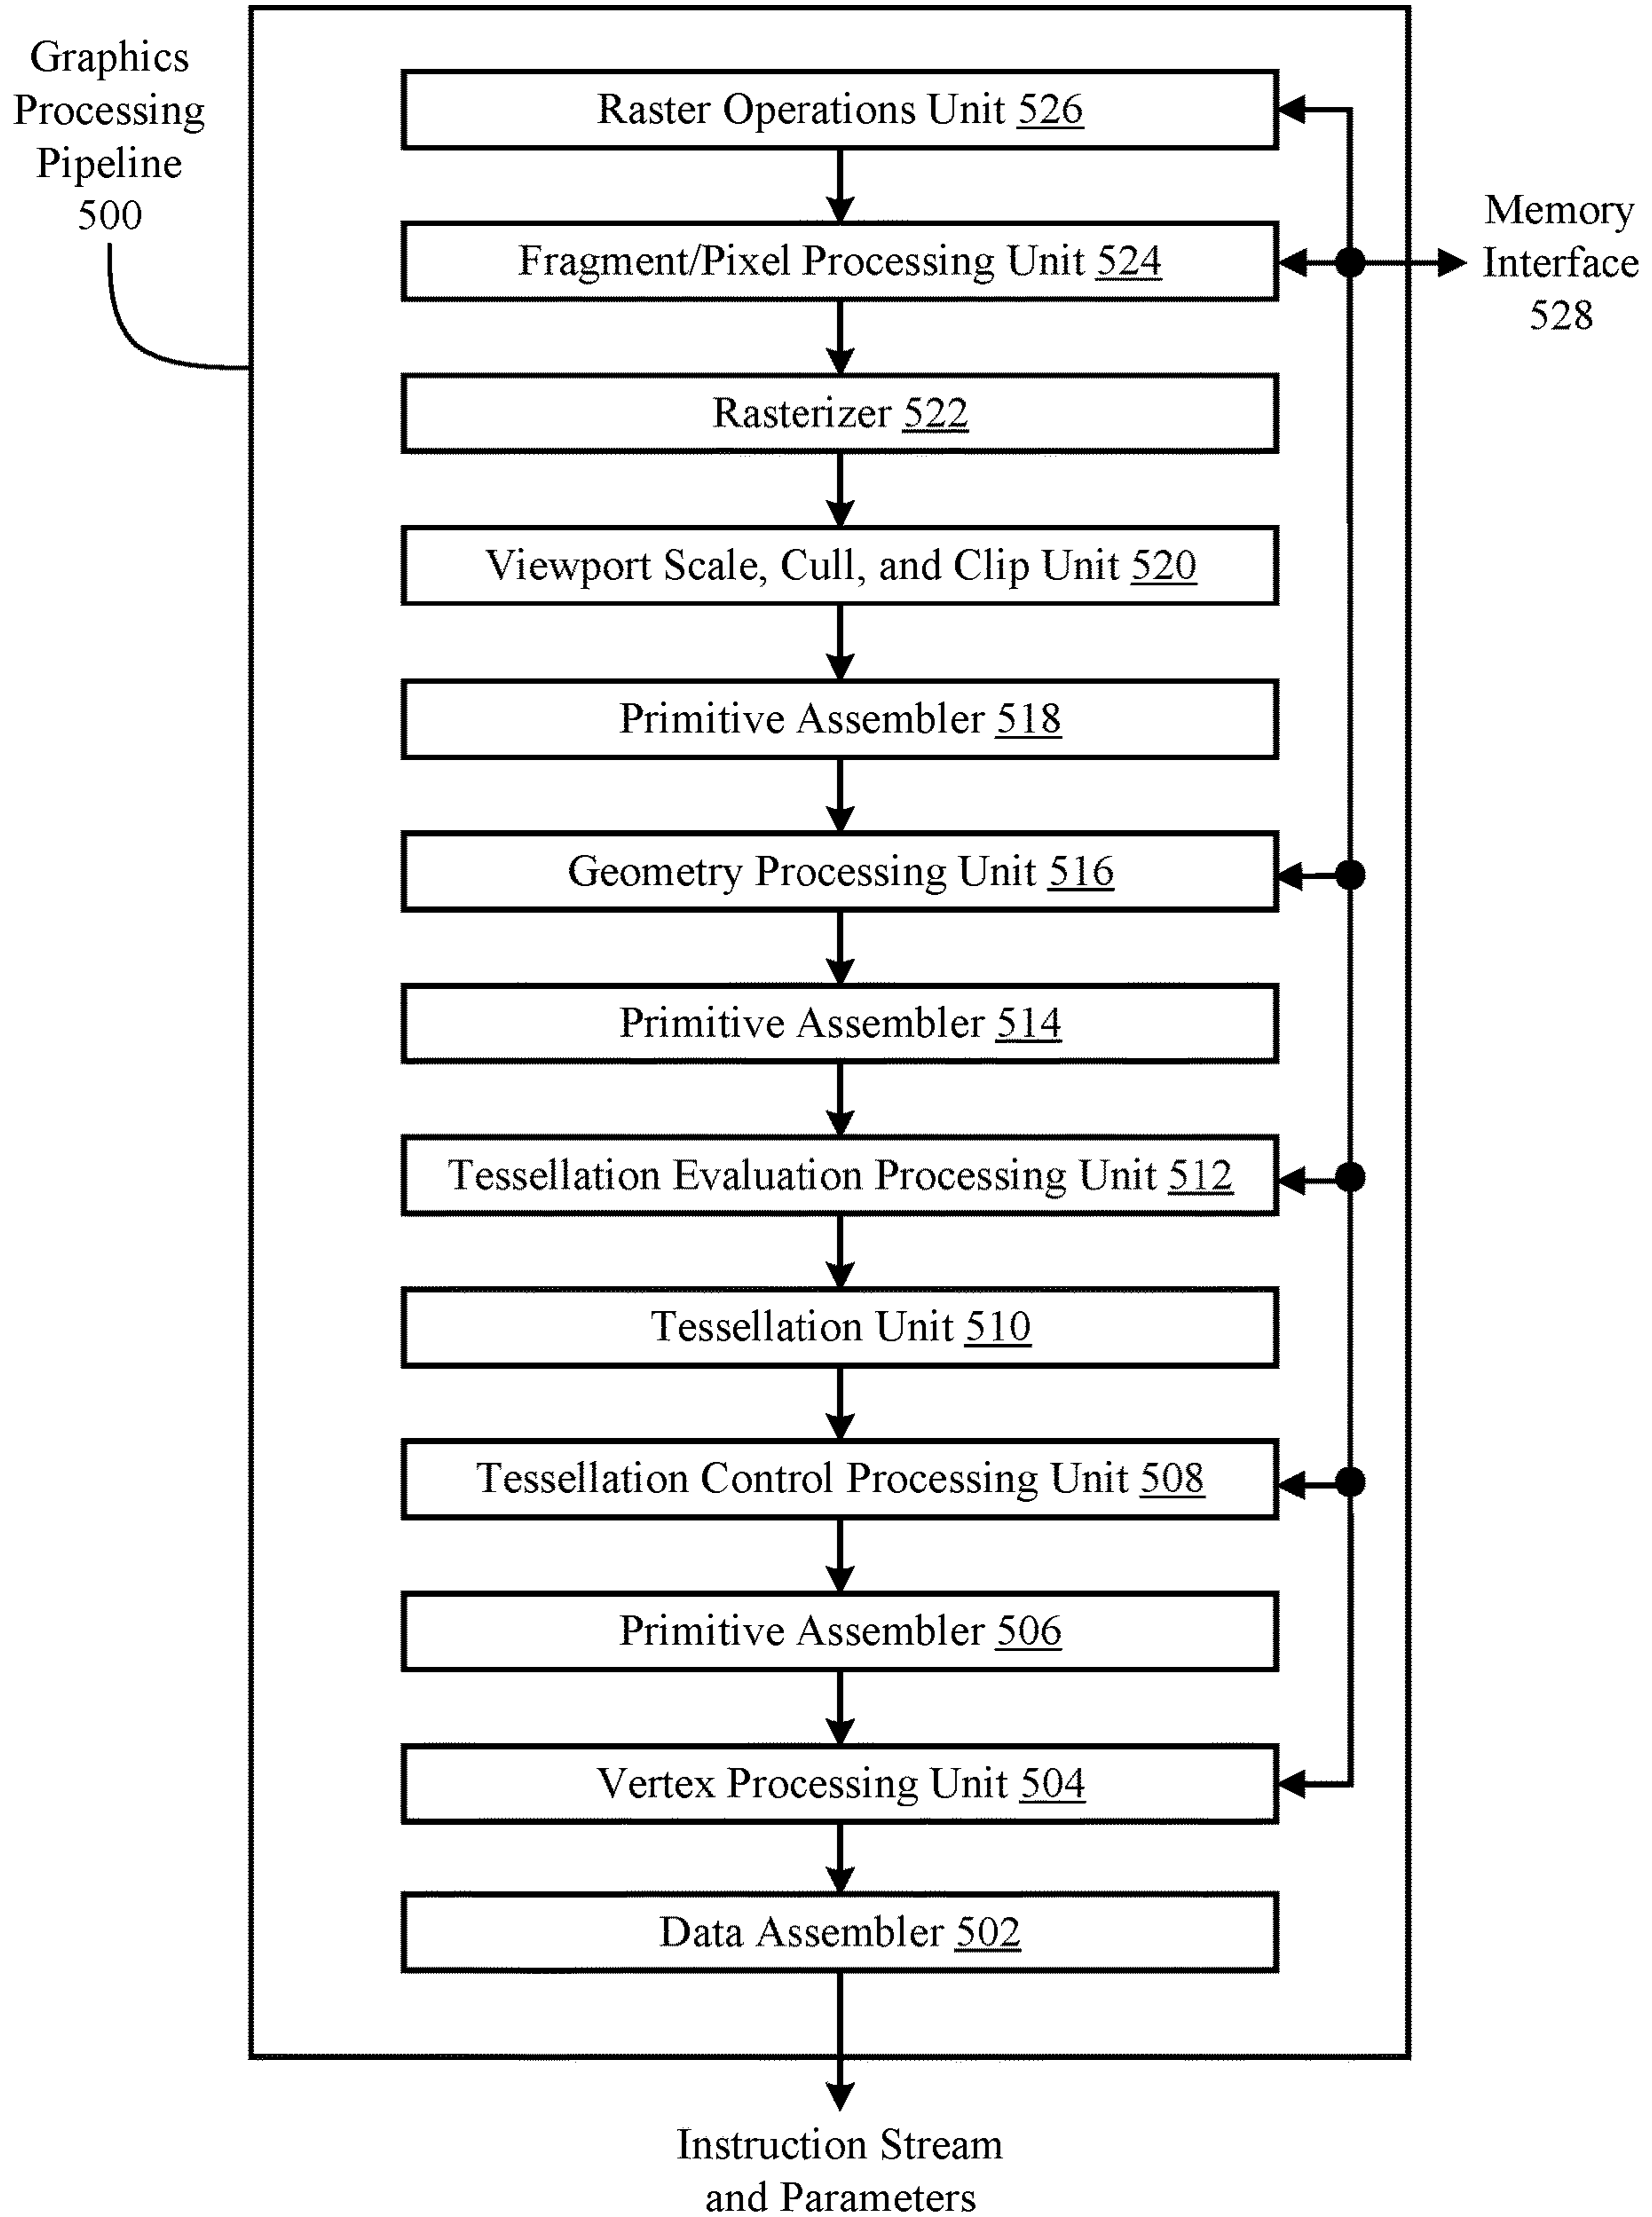 Graphics
Processing
Pipeline
500
Raster Operations Unit 526
Fragment/Pixel Processing Unit 524
Memory
Interface
528
Rasterizer 522
Viewport Scale, Cull, and Clip Unit 520
Primitive Assembler 518
Geometry Processing Unit 516
Primitive Assembler 514
Tessellation Evaluation Processing Unit 512
Tessellation Unit 510
Tessellation Control Processing Unit 508
Primitive Assembler 506
Vertex Processing Unit 504
Data Assembler 502
Instruction Stream
and Parameters